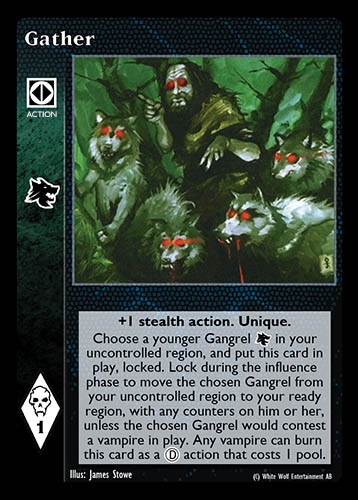 Gather
ACTION
+1 stealth action. Unique.
Choose a younger Gangrel in your
uncontrolled region, and put this card in
play, locked. Lock during the influence
phase to move the chosen Gangrel from
your uncontrolled region to your ready
region, with any counters on him or her,
unless the chosen Gangrel would contest
a vampire in play. Any vampire can burn
this card as a D action that costs 1 pool.
1
Illus: James Stowe
(C) White Wolf Entertainment AB